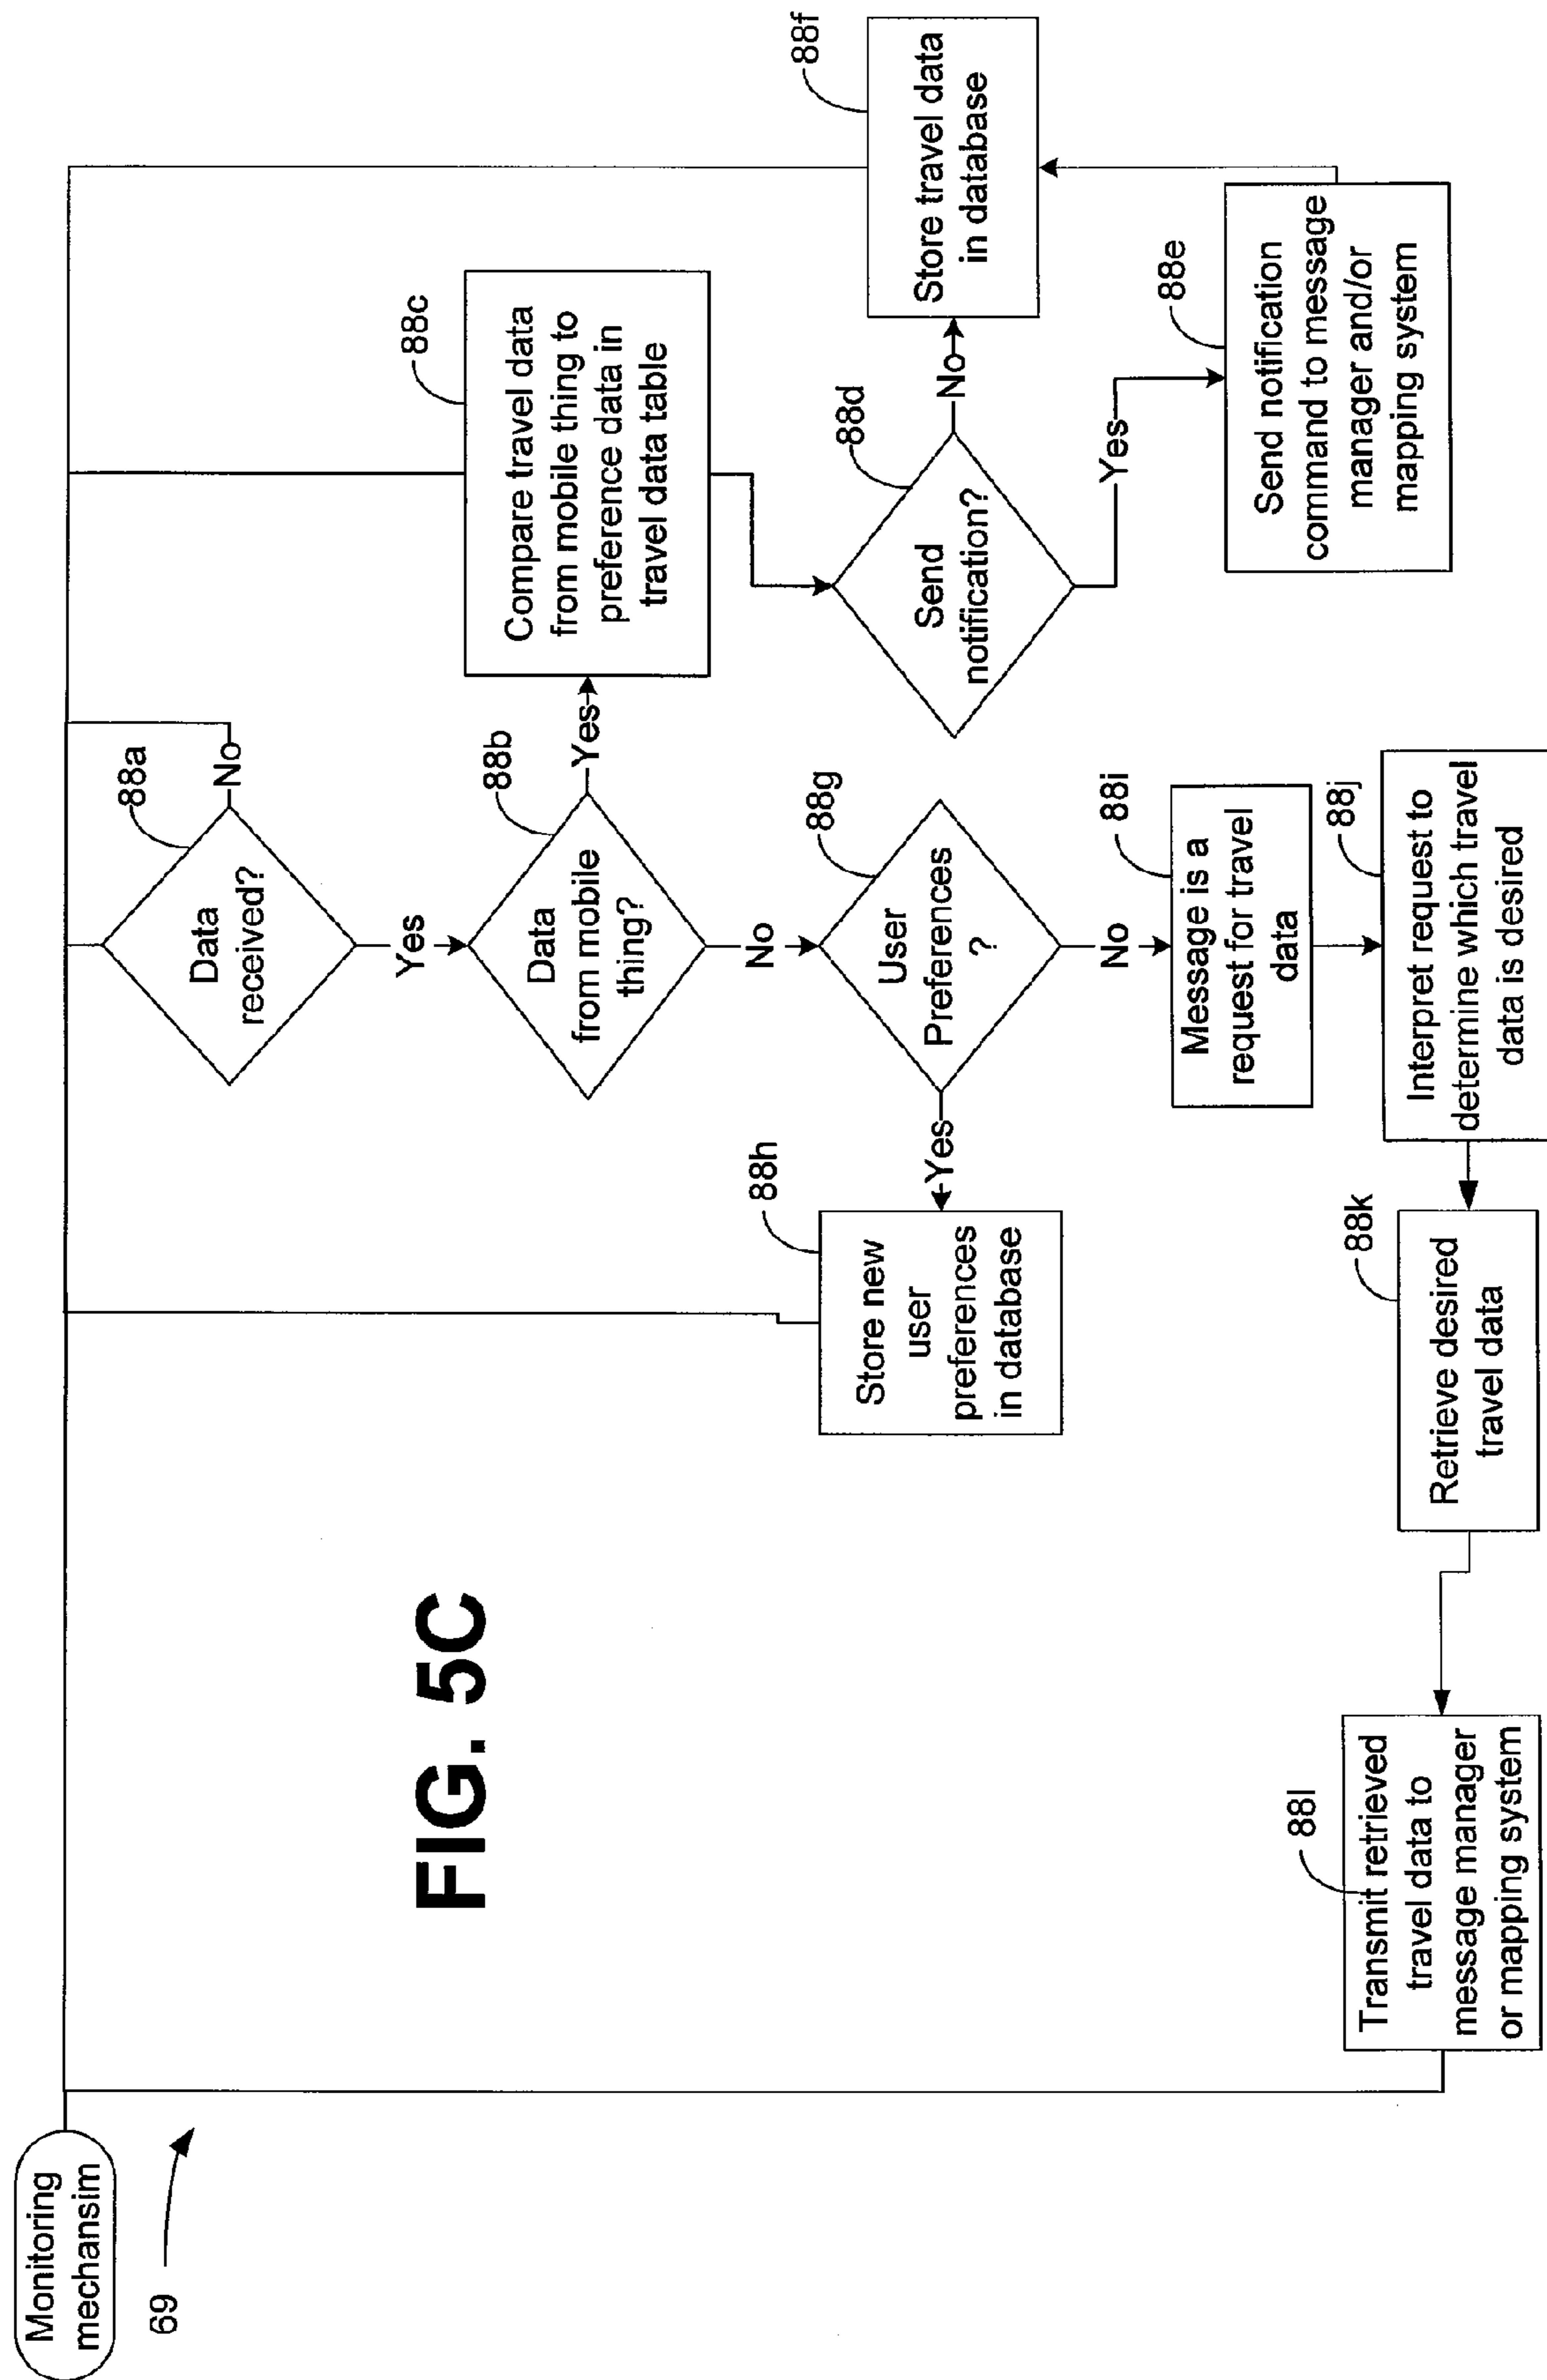 Monitoring
mechansim
69
FIG. 5C
Data
received?
88a
No
Yes
Data
from mobile
thing?
88b
Yes
Compare travel data
from mobile thing to
preference data in
travel data table
88c
Send
notification?
88d
No
Store travel data
in database
88f
Yes
Send notification
command to message
manager and/or
mapping system
88e
No
User
Preferences
?
88g
Yes
Store new
user
preferences
in database
88h
No
Message is a
request for travel
data
88i
Interpret request to
determine which travel
data is desired
88j
Retrieve desired
travel data
88k
Transmit retrieved
travel data to
message manager
or mapping system
88l